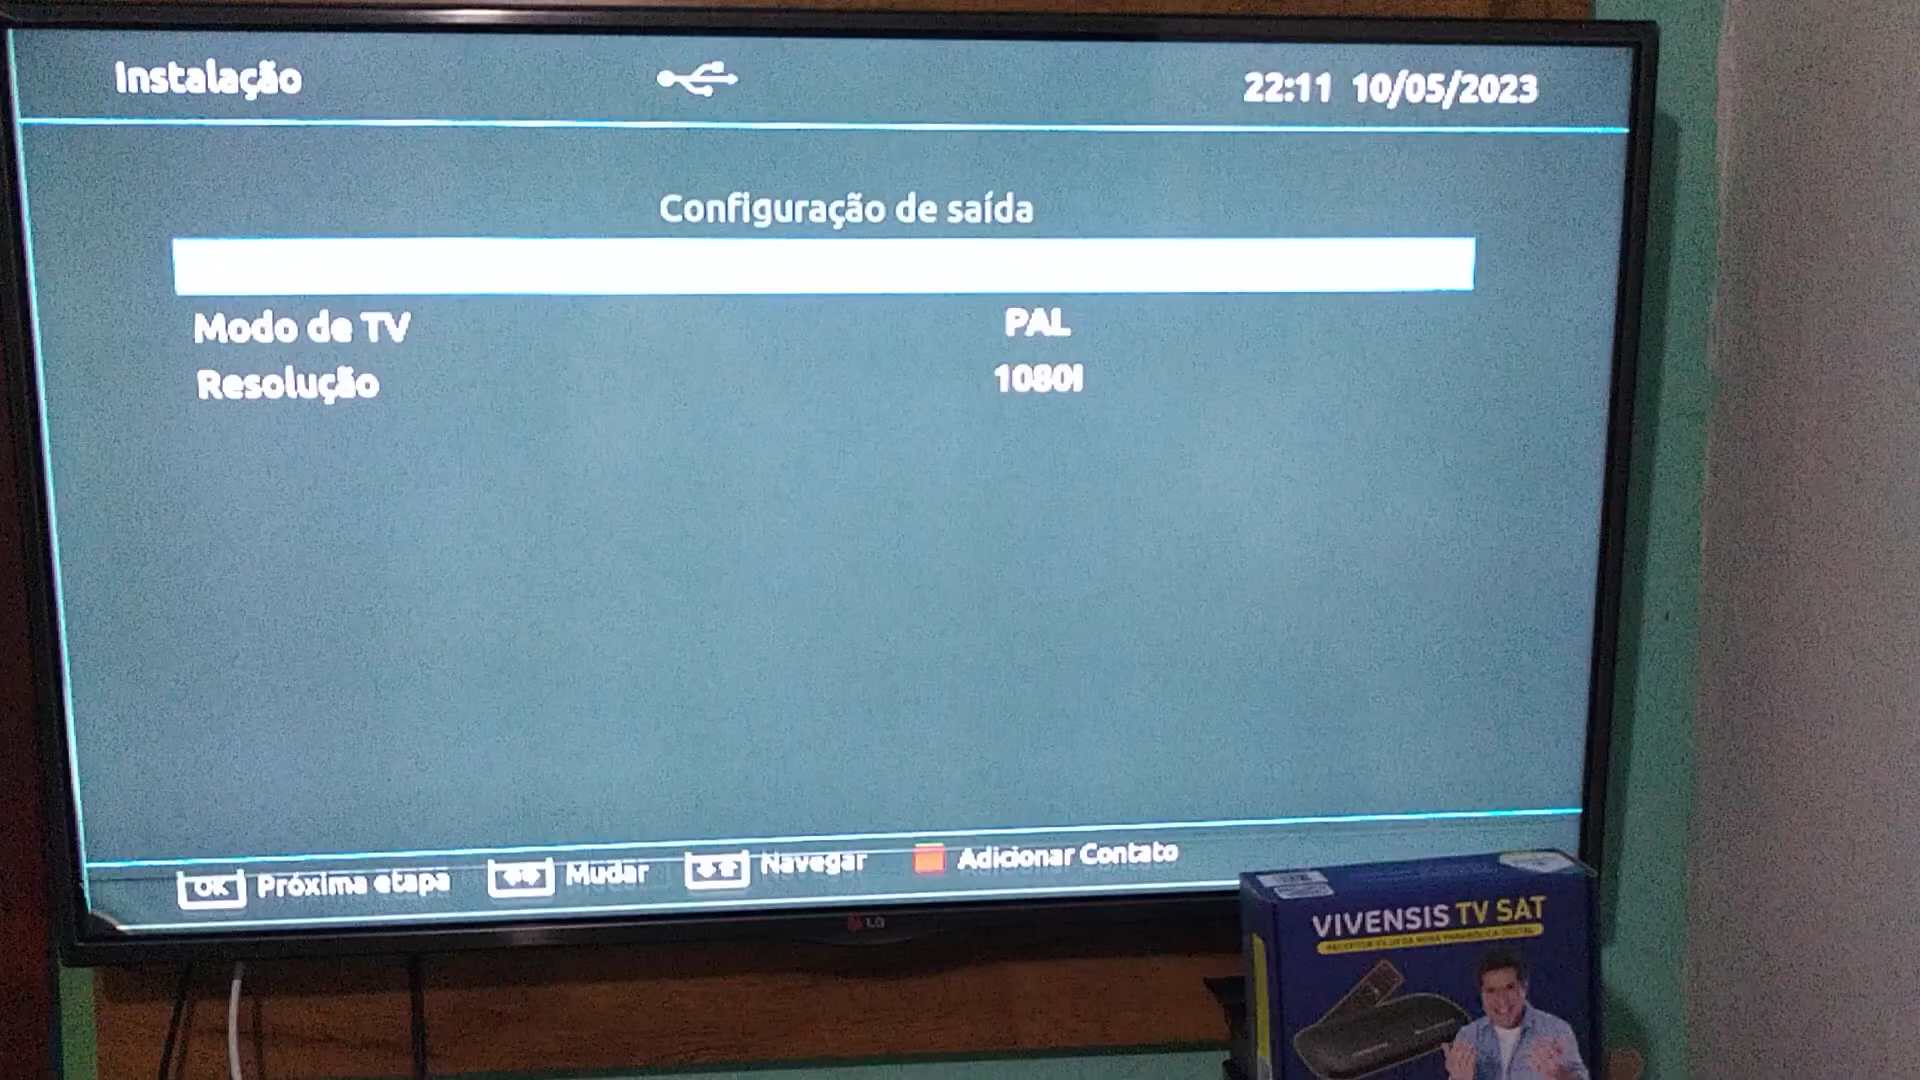 Instalação
22:11 10/05/2023
Configuração de saída
Modo de TV PAL
Resolução 1080I
OK Próxima etapa Mudar Navegar Adicionar Contato
LG
VIVENSIS TV SAT